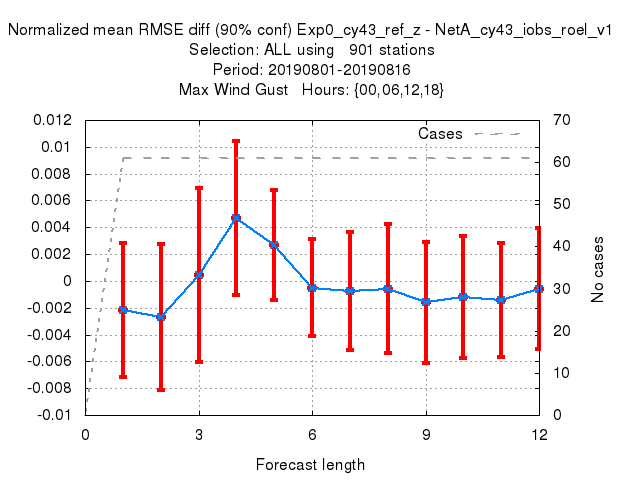 Normalized mean RMSE diff (90% conf) Exp0_cy43_ref_z - NetA_cy43_iobs_roel_v1
Selection: ALL using 901 stations
Period: 20190801-20190816
Max Wind Gust Hours: {00,06,12,18}
0.012
0.01
0.008
0.006
0.004
0.002
0
-0.002
-0.004
-0.006
-0.008
-0.01
Cases
70
60
50
40
30
20
10
0
No cases
0 3 6 9 12
Forecast length